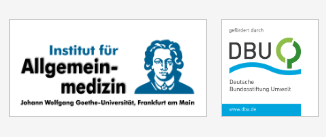 Institut für
Allgemein-
medizin
Johann Wolfgang Goethe-Universität, Frankfurt am Main
gefördert durch
DBU
Deutsche
Bundesstiftung Umwelt
www.dbu.de